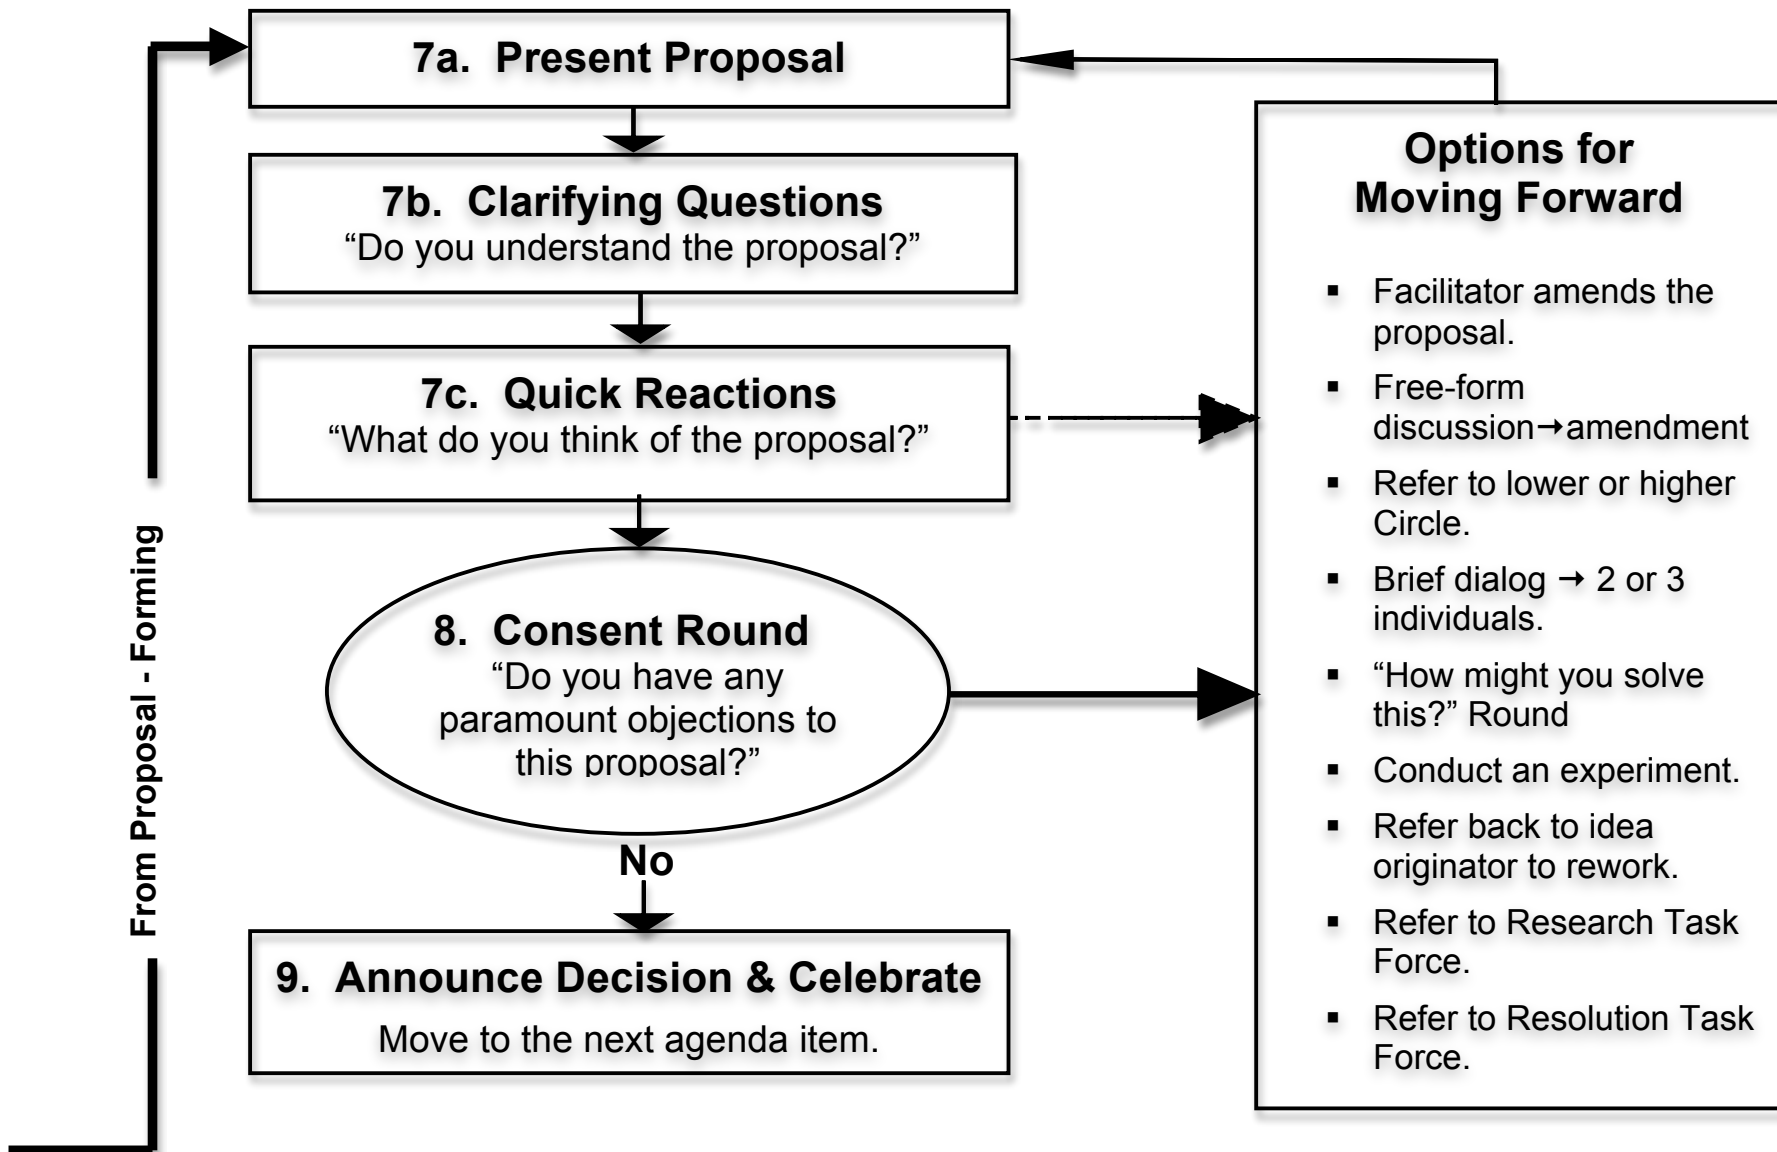 7a. Present Proposal
7b. Clarifying Questions
“Do you understand the proposal?”
7c. Quick Reactions
“What do you think of the proposal?”
8. Consent Round
“Do you have any
paramount objections to
this proposal?”
No
9. Announce Decision & Celebrate
Move to the next agenda item.
From Proposal - Forming
Options for
Moving Forward
▪ Facilitator amends the
proposal.
▪ Free-form
discussion→amendment
▪ Refer to lower or higher
Circle.
▪ Brief dialog → 2 or 3
individuals.
▪ “How might you solve
this?” Round
▪ Conduct an experiment.
▪ Refer back to idea
originator to rework.
▪ Refer to Research Task
Force.
▪ Refer to Resolution Task
Force.